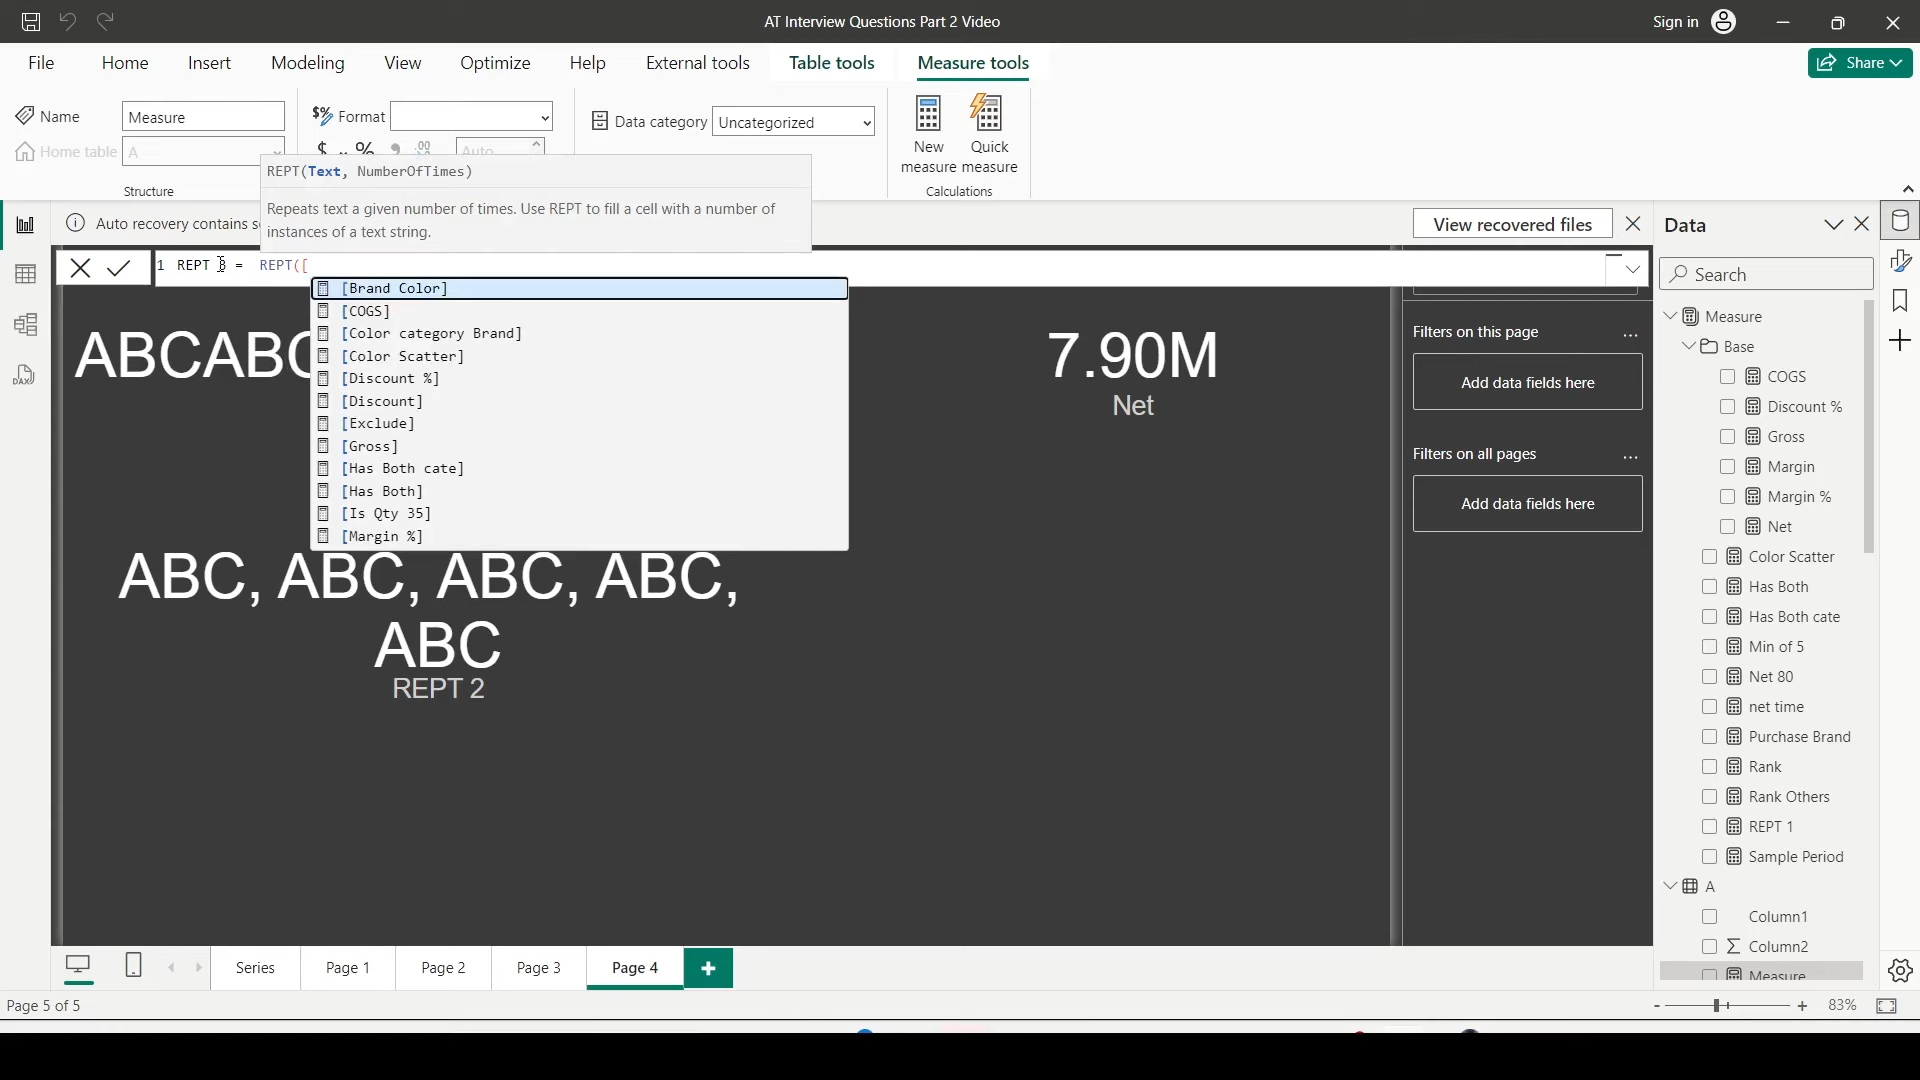 AT Interview Questions Part 2 Video
Sign in
File Home Insert Modeling View Optimize Help External tools Table tools Measure tools
Share
Name Measure
Format
Data category Uncategorized
Home table A
Auto
New measure
Quick measure
Structure
Calculations
REPT(Text, NumberOfTimes)
Repeats text a given number of times. Use REPT to fill a cell with a number of
instances of a text string.
Auto recovery contains
View recovered files
1 REPT 3 = REPT([
[Brand Color]
[COGS]
[Color category Brand]
[Color Scatter]
[Discount %]
[Discount]
[Exclude]
[Gross]
[Has Both cate]
[Has Both]
[Is Qty 35]
[Margin %]
ABCABC
7.90M
Net
ABC, ABC, ABC, ABC,
ABC
REPT 2
Filters on this page
...
Add data fields here
Filters on all pages
...
Add data fields here
Data
Search
Measure
Base
COGS
Discount %
Gross
Margin
Margin %
Net
Color Scatter
Has Both
Has Both cate
Min of 5
Net 80
net time
Purchase Brand
Rank
Rank Others
REPT 1
Sample Period
A
Column1
Column2
Measure
DAX
Series Page 1 Page 2 Page 3 Page 4
Page 5 of 5
- + 83%